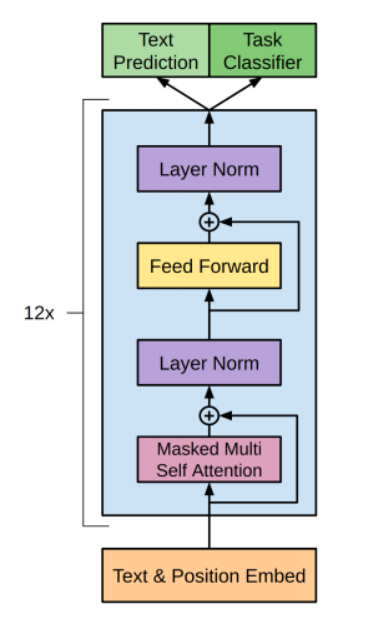 Text
Prediction
Task
Classifier
Layer Norm
Feed Forward
12x
Layer Norm
Masked Multi
Self Attention
Text & Position Embed